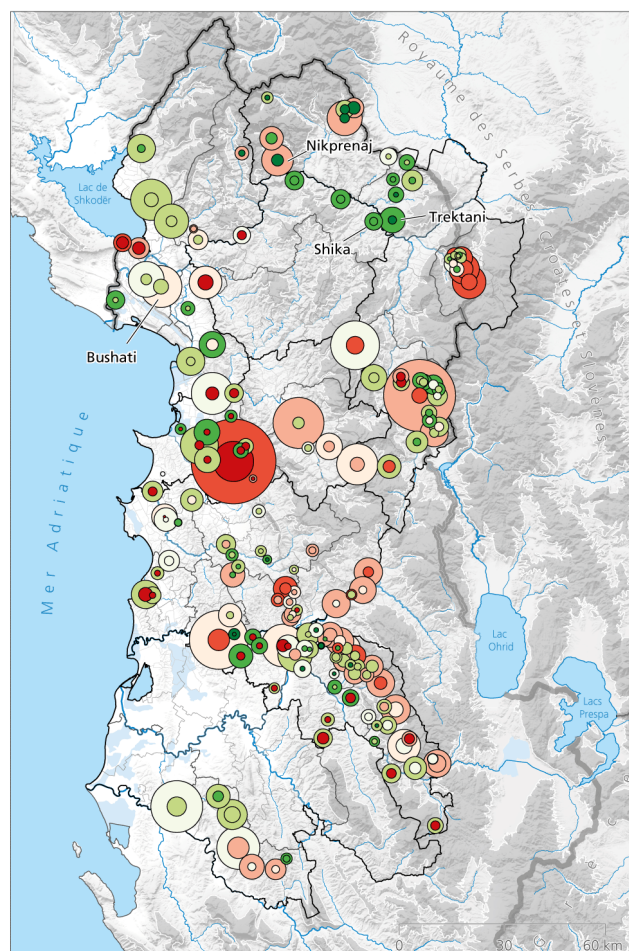 Royaume des Serbes, Croates et Slovènes
Nikprenaj
Lac de
Shkodër
Trektani
Shika
Bushati
Mer Adriatique
Lac
Ohrid
Lacs
Prespa
0 30 60 km